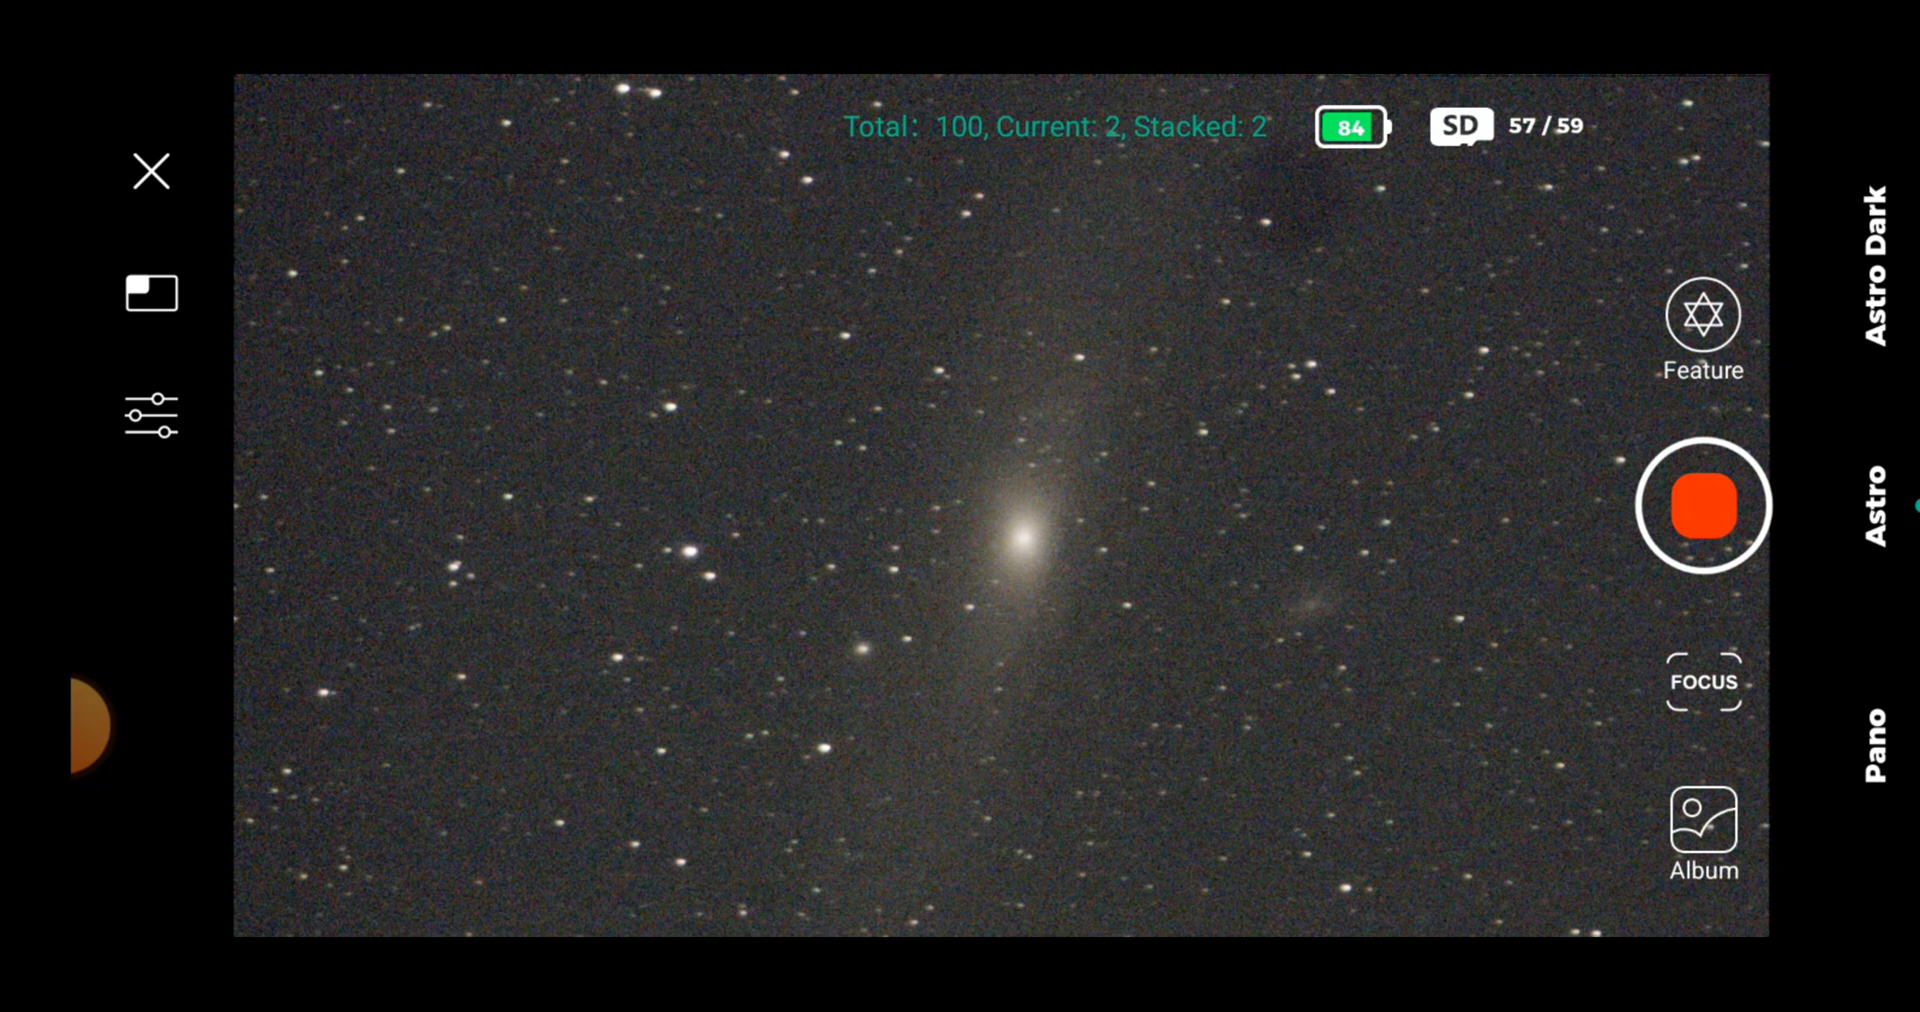 Total: 100, Current: 2, Stacked: 2
84
SD 57 / 59
Feature
FOCUS
Album
Astro Dark
Astro
Pano